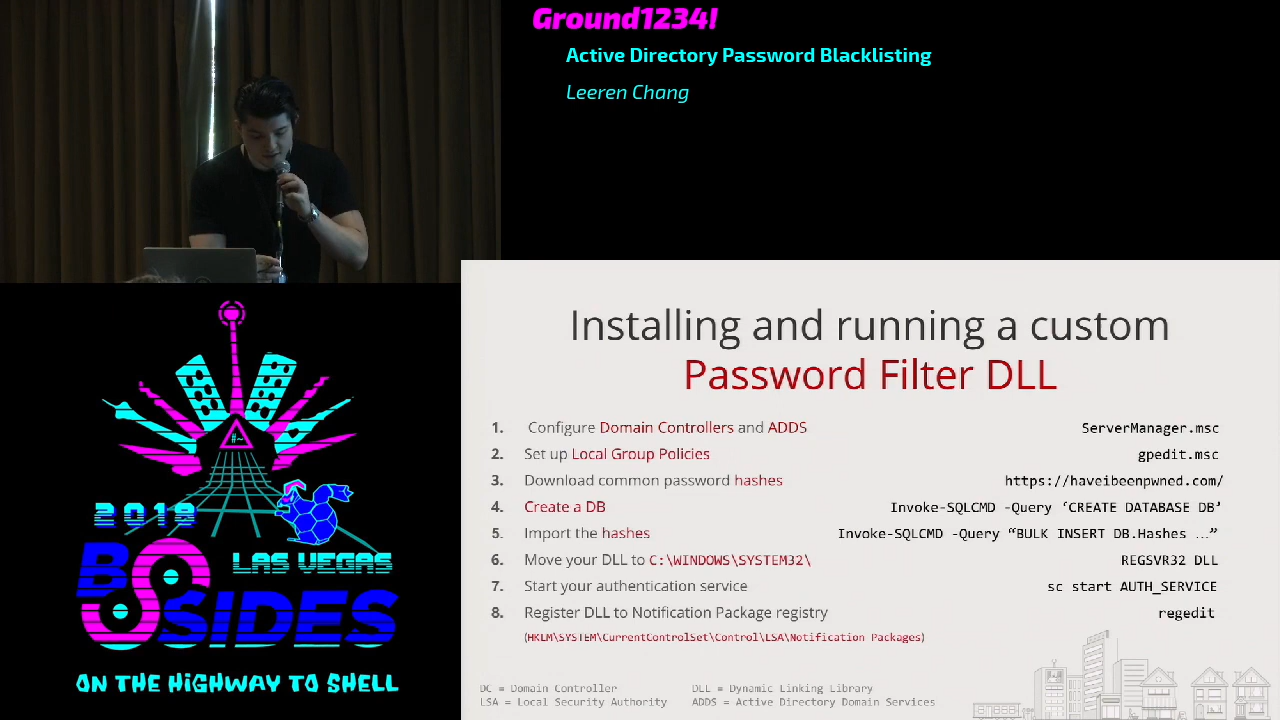 Ground1234!
Active Directory Password Blacklisting
Leeren Chang
#~
2019
LAS VEGAS
BSIDES
ON THE HIGHWAY TO SHELL
Installing and running a custom
Password Filter DLL
1. Configure Domain Controllers and ADDS ServerManager.msc
2. Set up Local Group Policies gpedit.msc
3. Download common password hashes https://haveibeenpwned.com/
4. Create a DB Invoke-SQLCMD -Query ‘CREATE DATABASE DB’
5. Import the hashes Invoke-SQLCMD -Query “BULK INSERT DB.Hashes …”
6. Move your DLL to C:\WINDOWS\SYSTEM32\ REGSVR32 DLL
7. Start your authentication service sc start AUTH_SERVICE
8. Register DLL to Notification Package registry regedit
(HKLM\SYSTEM\CurrentControlSet\Control\LSA\Notification Packages)
DC = Domain Controller DLL = Dynamic Linking Library
LSA = Local Security Authority ADDS = Active Directory Domain Services